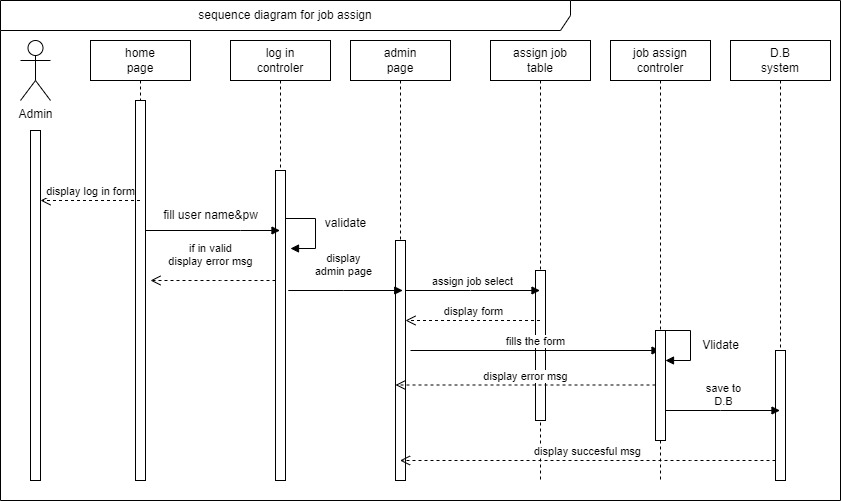 sequence diagram for job assign
home
page
log in
controler
admin
page
assign job
table
job assign
controler
D.B
system
Admin
display log in form
fill user name&pw
validate
if in valid
display error msg
display
admin page
assign job select
display form
fills the form
Vlidate
display error msg
save to
D.B
display succesful msg